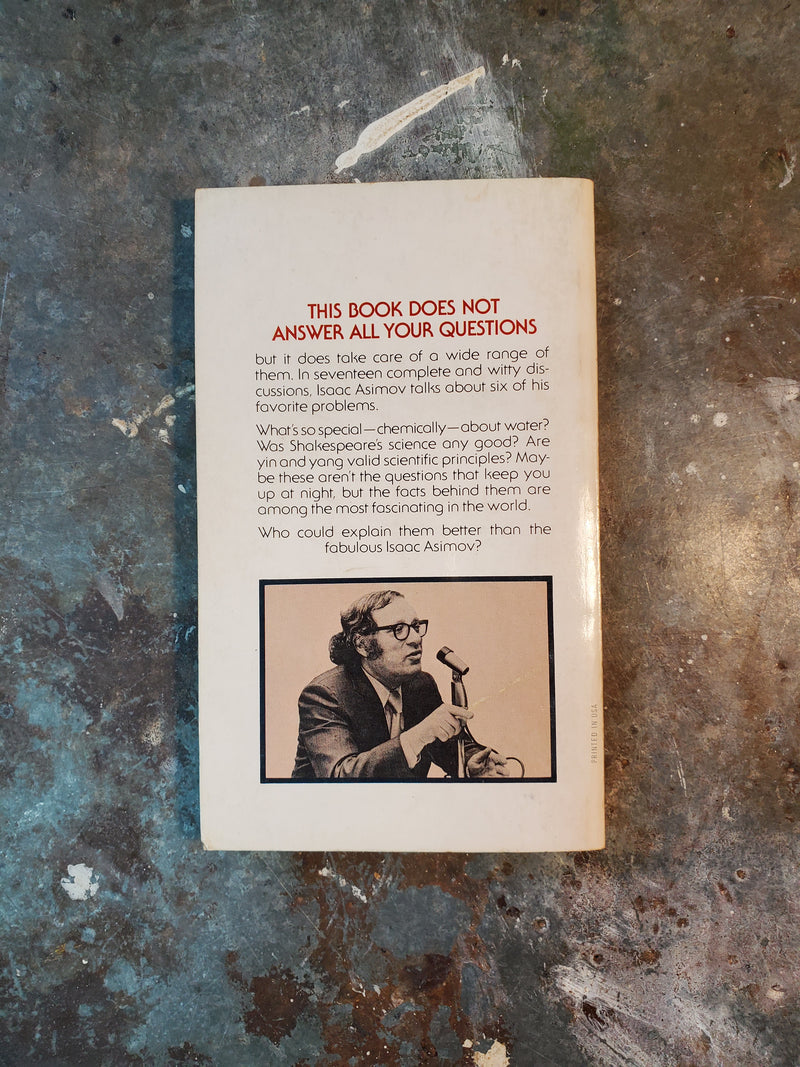 THIS BOOK DOES NOT
ANSWER ALL YOUR QUESTIONS
but it does take care of a wide range of
them. In seventeen complete and witty dis-
cussions, Isaac Asimov talks about six of his
favorite problems.
What's so special—chemically—about water?
Was Shakespeare's science any good? Are
yin and yang valid scientific principles? May-
be these aren't the questions that keep you
up at night, but the facts behind them are
among the most fascinating in the world.
Who could explain them better than the
fabulous Isaac Asimov?
PRINTED IN USA